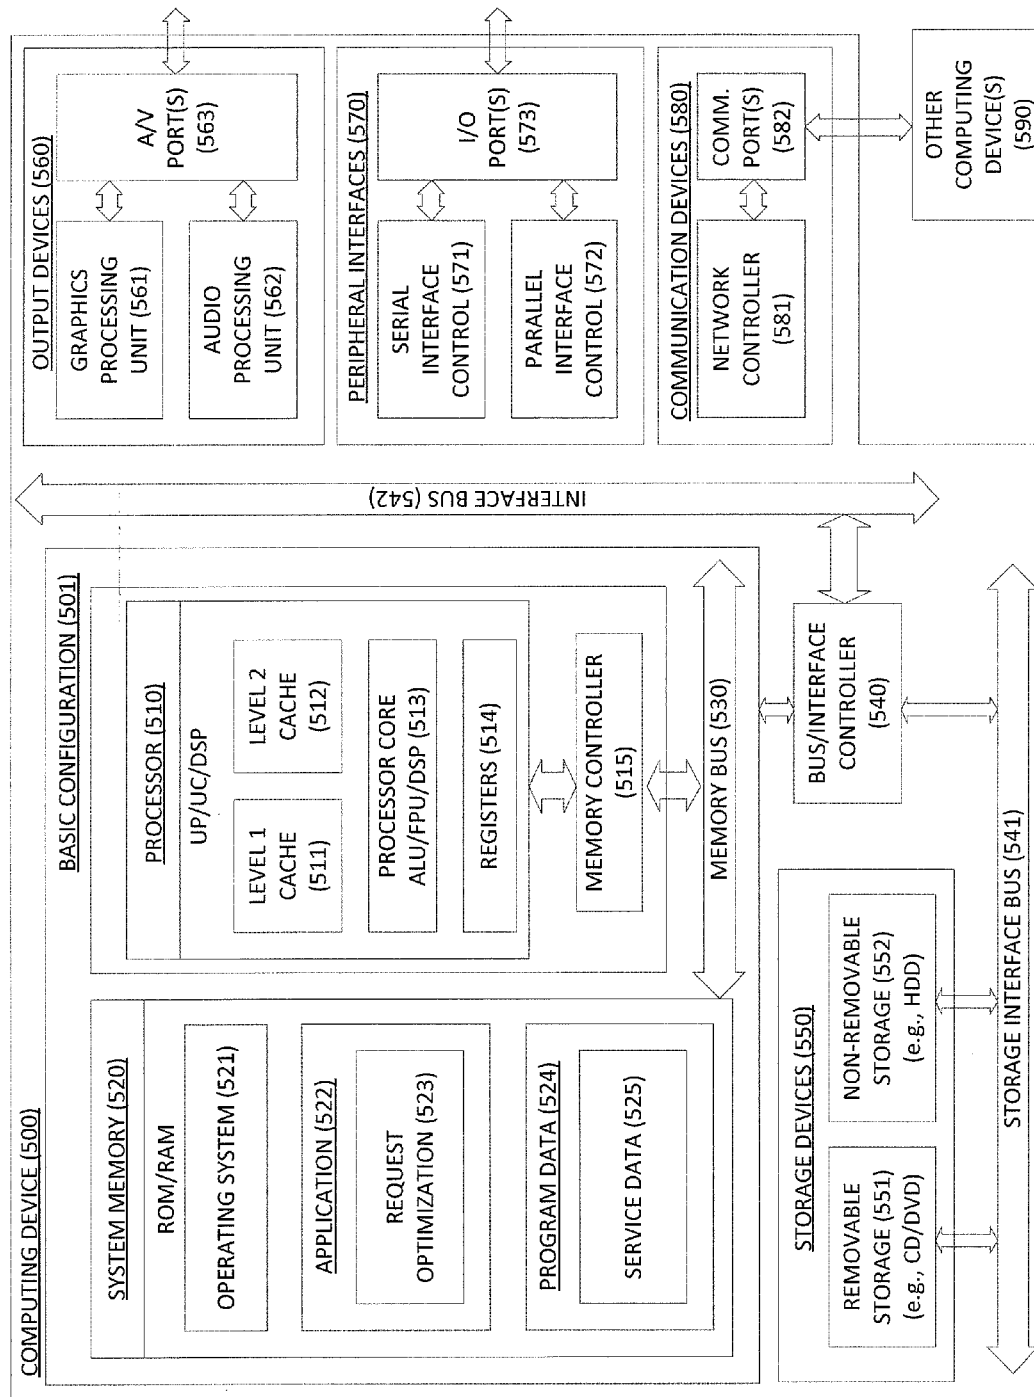 COMPUTING DEVICE (500)
BASIC CONFIGURATION (501)
SYSTEM MEMORY (520)
ROM/RAM
OPERATING SYSTEM (521)
APPLICATION (522)
REQUEST
OPTIMIZATION (523)
PROGRAM DATA (524)
SERVICE DATA (525)
PROCESSOR (510)
UP/UC/DSP
LEVEL 1
CACHE
(511)
LEVEL 2
CACHE
(512)
PROCESSOR CORE
ALU/FPU/DSP (513)
REGISTERS (514)
MEMORY CONTROLLER
(515)
MEMORY BUS (530)
BUS/INTERFACE
CONTROLLER
(540)
INTERFACE BUS (542)
STORAGE DEVICES (550)
REMOVABLE
STORAGE (551)
(e.g., CD/DVD)
NON-REMOVABLE
STORAGE (552)
(e.g., HDD)
STORAGE INTERFACE BUS (541)
OUTPUT DEVICES (560)
GRAPHICS
PROCESSING
UNIT (561)
AUDIO
PROCESSING
UNIT (562)
A/V
PORT(S)
(563)
PERIPHERAL INTERFACES (570)
SERIAL
INTERFACE
CONTROL (571)
PARALLEL
INTERFACE
CONTROL (572)
I/O
PORT(S)
(573)
COMMUNICATION DEVICES (580)
NETWORK
CONTROLLER
(581)
COMM.
PORT(S)
(582)
OTHER
COMPUTING
DEVICE(S)
(590)